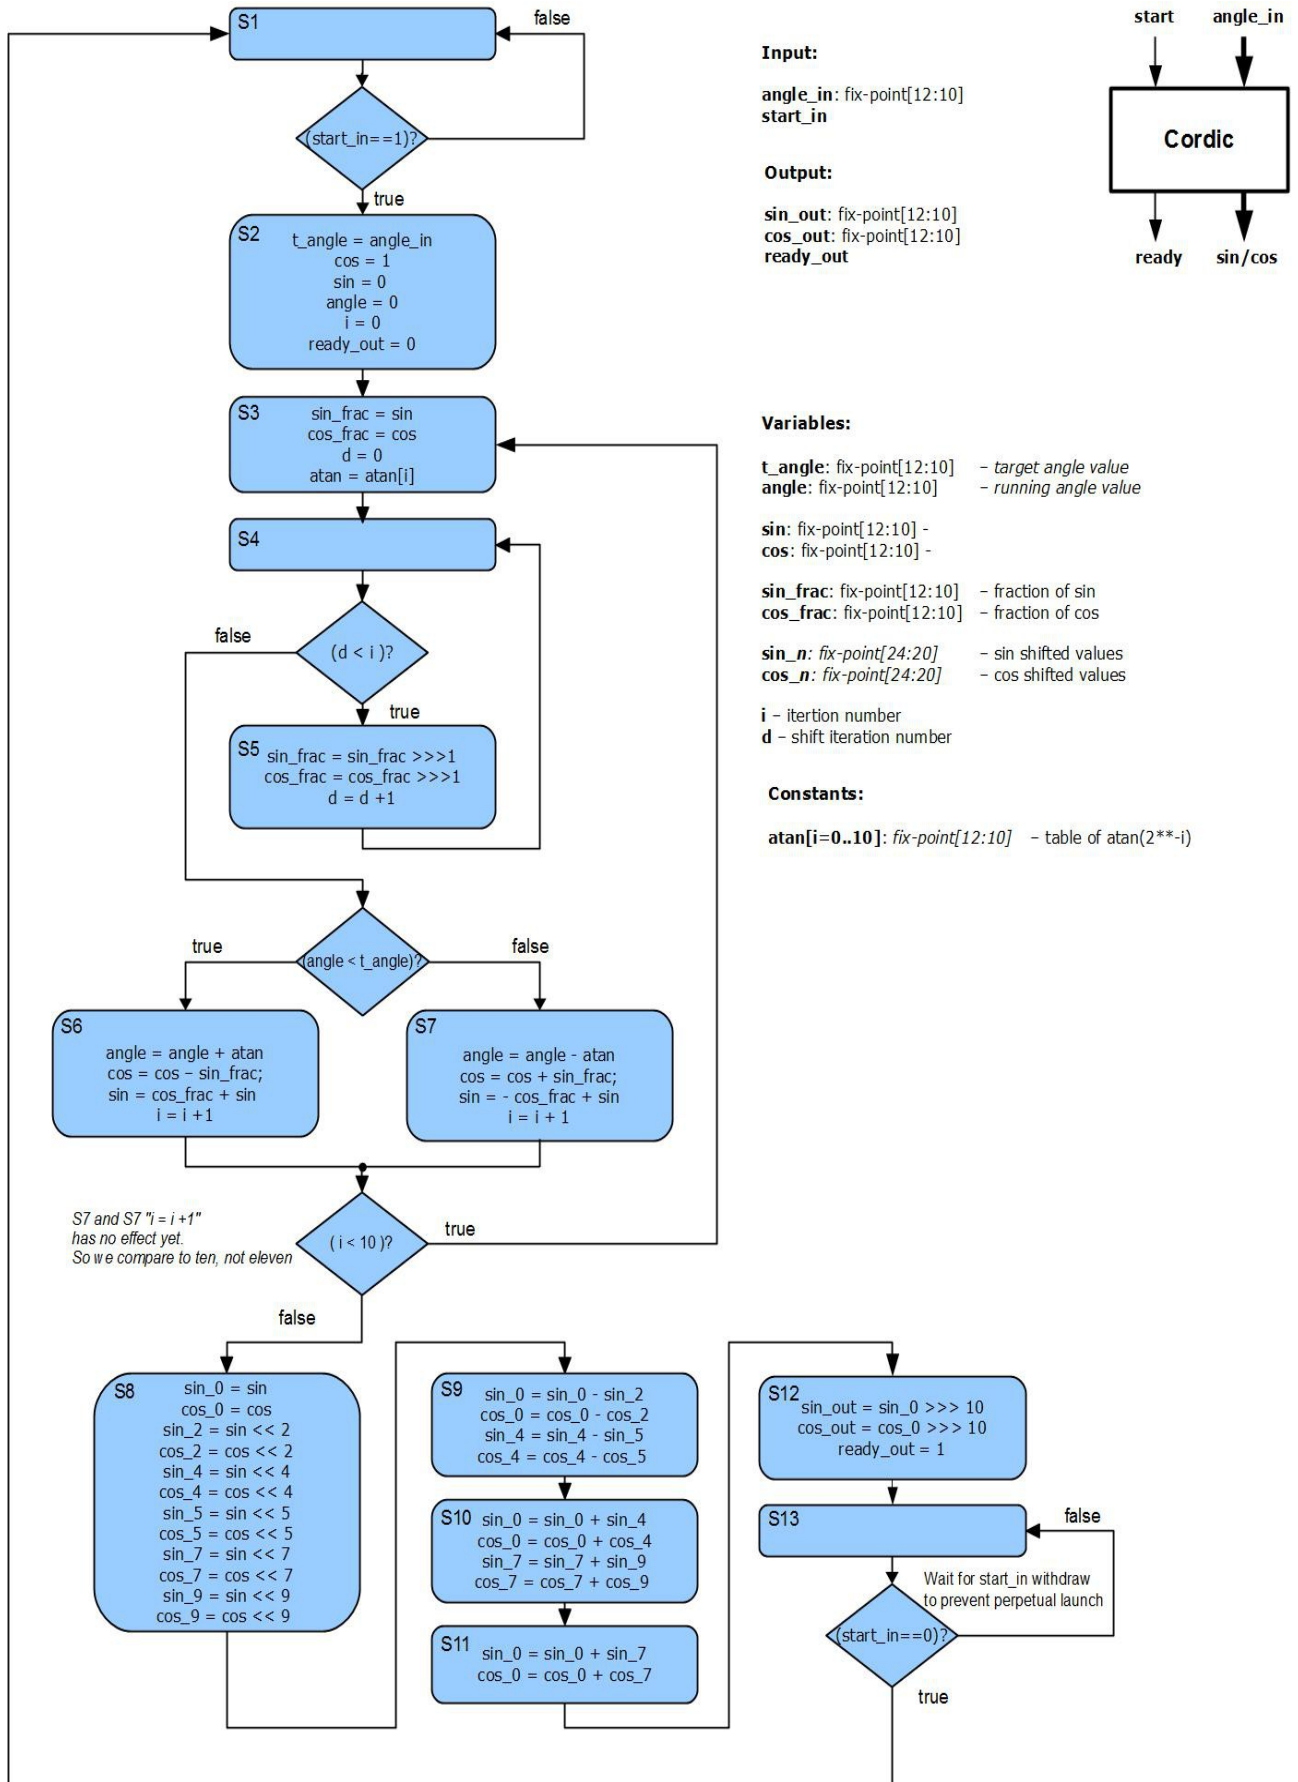 S1
false
(start_in==1)?
true
S2
t_angle = angle_in
cos = 1
sin = 0
angle = 0
i = 0
ready_out = 0
S3
sin_frac = sin
cos_frac = cos
d = 0
atan = atan[i]
S4
false
(d < i )?
true
S5
sin_frac = sin_frac >>>1
cos_frac = cos_frac >>>1
d = d +1
true
(angle < t_angle)?
false
S6
angle = angle + atan
cos = cos – sin_frac;
sin = cos_frac + sin
i = i +1
S7
angle = angle - atan
cos = cos + sin_frac;
sin = - cos_frac + sin
i = i + 1
S7 and S7 "i = i +1"
has no effect yet.
So we compare to ten, not eleven
( i < 10 )?
true
false
S8
sin_0 = sin
cos_0 = cos
sin_2 = sin << 2
cos_2 = cos << 2
sin_4 = sin << 4
cos_4 = cos << 4
sin_5 = sin << 5
cos_5 = cos << 5
sin_7 = sin << 7
cos_7 = cos << 7
sin_9 = sin << 9
cos_9 = cos << 9
S9
sin_0 = sin_0 - sin_2
cos_0 = cos_0 - cos_2
sin_4 = sin_4 - sin_5
cos_4 = cos_4 - cos_5
S10
sin_0 = sin_0 + sin_4
cos_0 = cos_0 + cos_4
sin_7 = sin_7 + sin_9
cos_7 = cos_7 + cos_9
S11
sin_0 = sin_0 + sin_7
cos_0 = cos_0 + cos_7
S12
sin_out = sin_0 >>> 10
cos_out = cos_0 >>> 10
ready_out = 1
S13
false
Wait for start_in withdraw
to prevent perpetual launch
(start_in==0)?
true
Input:
angle_in: fix-point[12:10]
start_in
Output:
sin_out: fix-point[12:10]
cos_out: fix-point[12:10]
ready_out
start angle_in
Cordic
ready sin/cos
Variables:
t_angle: fix-point[12:10] – target angle value
angle: fix-point[12:10] – running angle value
sin: fix-point[12:10] -
cos: fix-point[12:10] -
sin_frac: fix-point[12:10] – fraction of sin
cos_frac: fix-point[12:10] – fraction of cos
sin_n: fix-point[24:20] – sin shifted values
cos_n: fix-point[24:20] – cos shifted values
i – itertion number
d – shift iteration number
Constants:
atan[i=0..10]: fix-point[12:10] – table of atan(2**-i)